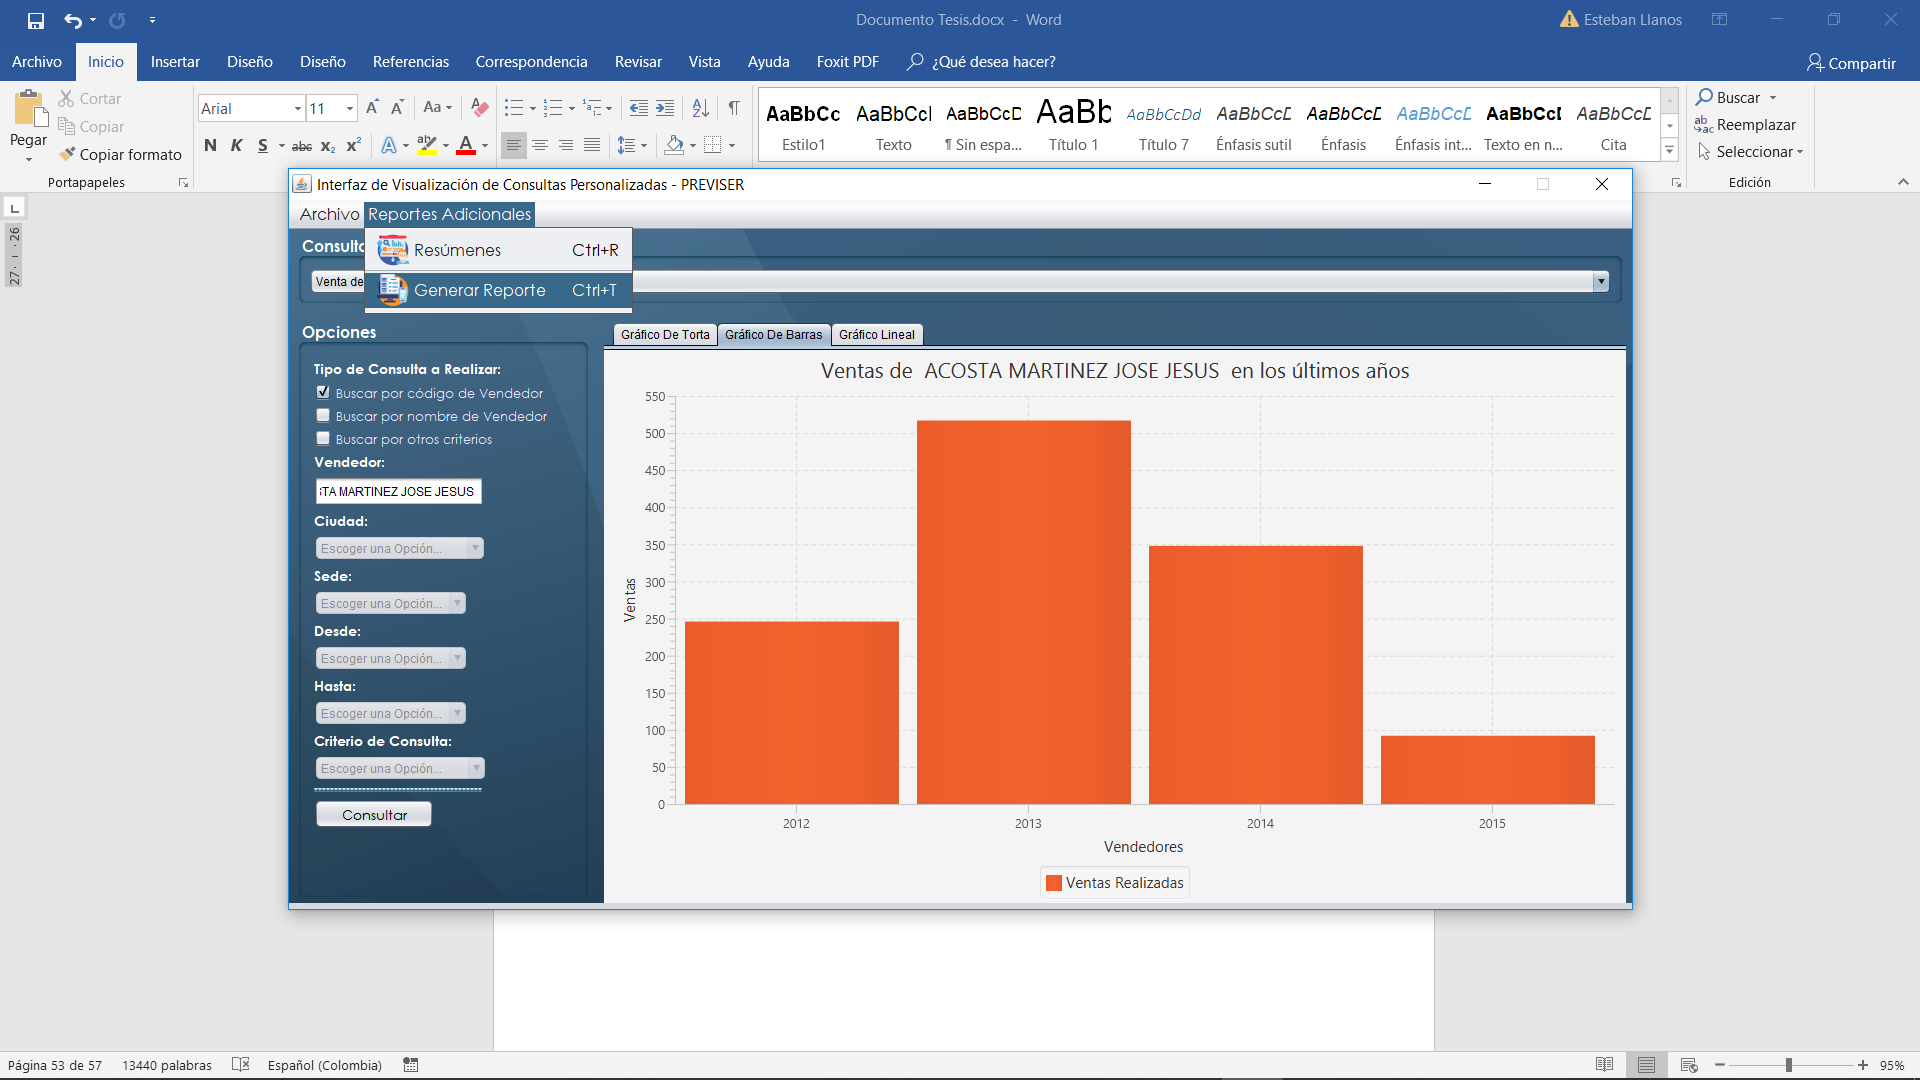 Documento Tesis.docx - Word
Esteban Llanos
Archivo Inicio Insertar Diseño Diseño Referencias Correspondencia Revisar Vista Ayuda Foxit PDF ¿Qué desea hacer? Compartir
Pegar
Cortar
Copiar
Copiar formato
Portapapeles
Arial 11
Aa
N K S abc x₂ x²
AaBbCc AaBbCcI AaBbCcD AaBb AaBbCcDd AaBbCcD AaBbCcD AaBbCcD AaBbCcI AaBbCcD
Estilo1 Texto ¶ Sin espa... Título 1 Título 7 Énfasis sutil Énfasis Énfasis int... Texto en n... Cita
Buscar
Reemplazar
Seleccionar
Edición
27 26
Interfaz de Visualización de Consultas Personalizadas - PREVISER
Archivo Reportes Adicionales
Resúmenes Ctrl+R
Generar Reporte Ctrl+T
Consulta
Venta de
Opciones
Tipo de Consulta a Realizar:
Buscar por código de Vendedor
Buscar por nombre de Vendedor
Buscar por otros criterios
Vendedor:
TA MARTINEZ JOSE JESUS
Ciudad:
Escoger una Opción...
Sede:
Escoger una Opción...
Desde:
Escoger una Opción...
Hasta:
Escoger una Opción...
Criterio de Consulta:
Escoger una Opción...
Consultar
Gráfico De Torta Gráfico De Barras Gráfico Lineal
Ventas de ACOSTA MARTINEZ JOSE JESUS en los últimos años
550
500
450
400
350
300
250
200
150
100
50
0
Ventas
2012 2013 2014 2015
Vendedores
Ventas Realizadas
Página 53 de 57 13440 palabras Español (Colombia) 95%